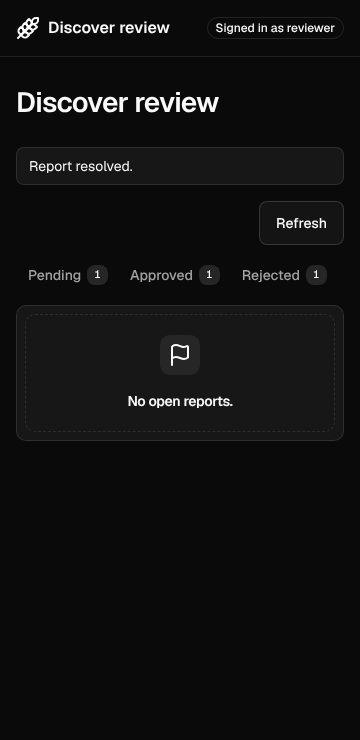 Discover review
Signed in as reviewer
Discover review
Report resolved.
Refresh
Pending 1 Approved 1 Rejected 1
No open reports.